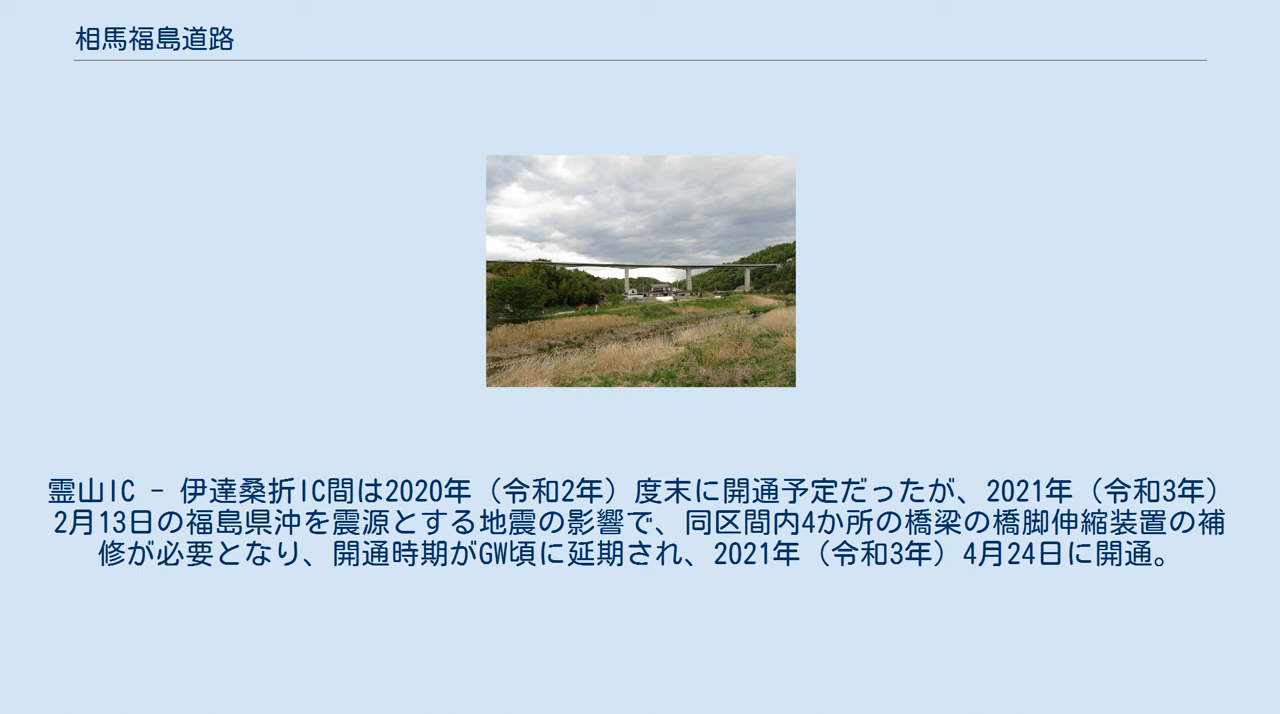 相馬福島道路
霊山IC - 伊達桑折IC間は2020年（令和2年）度末に開通予定だったが、2021年（令和3年）
2月13日の福島県沖を震源とする地震の影響で、同区間内4か所の橋梁の橋脚伸縮装置の補
修が必要となり、開通時期がGW頃に延期され、2021年（令和3年）4月24日に開通。